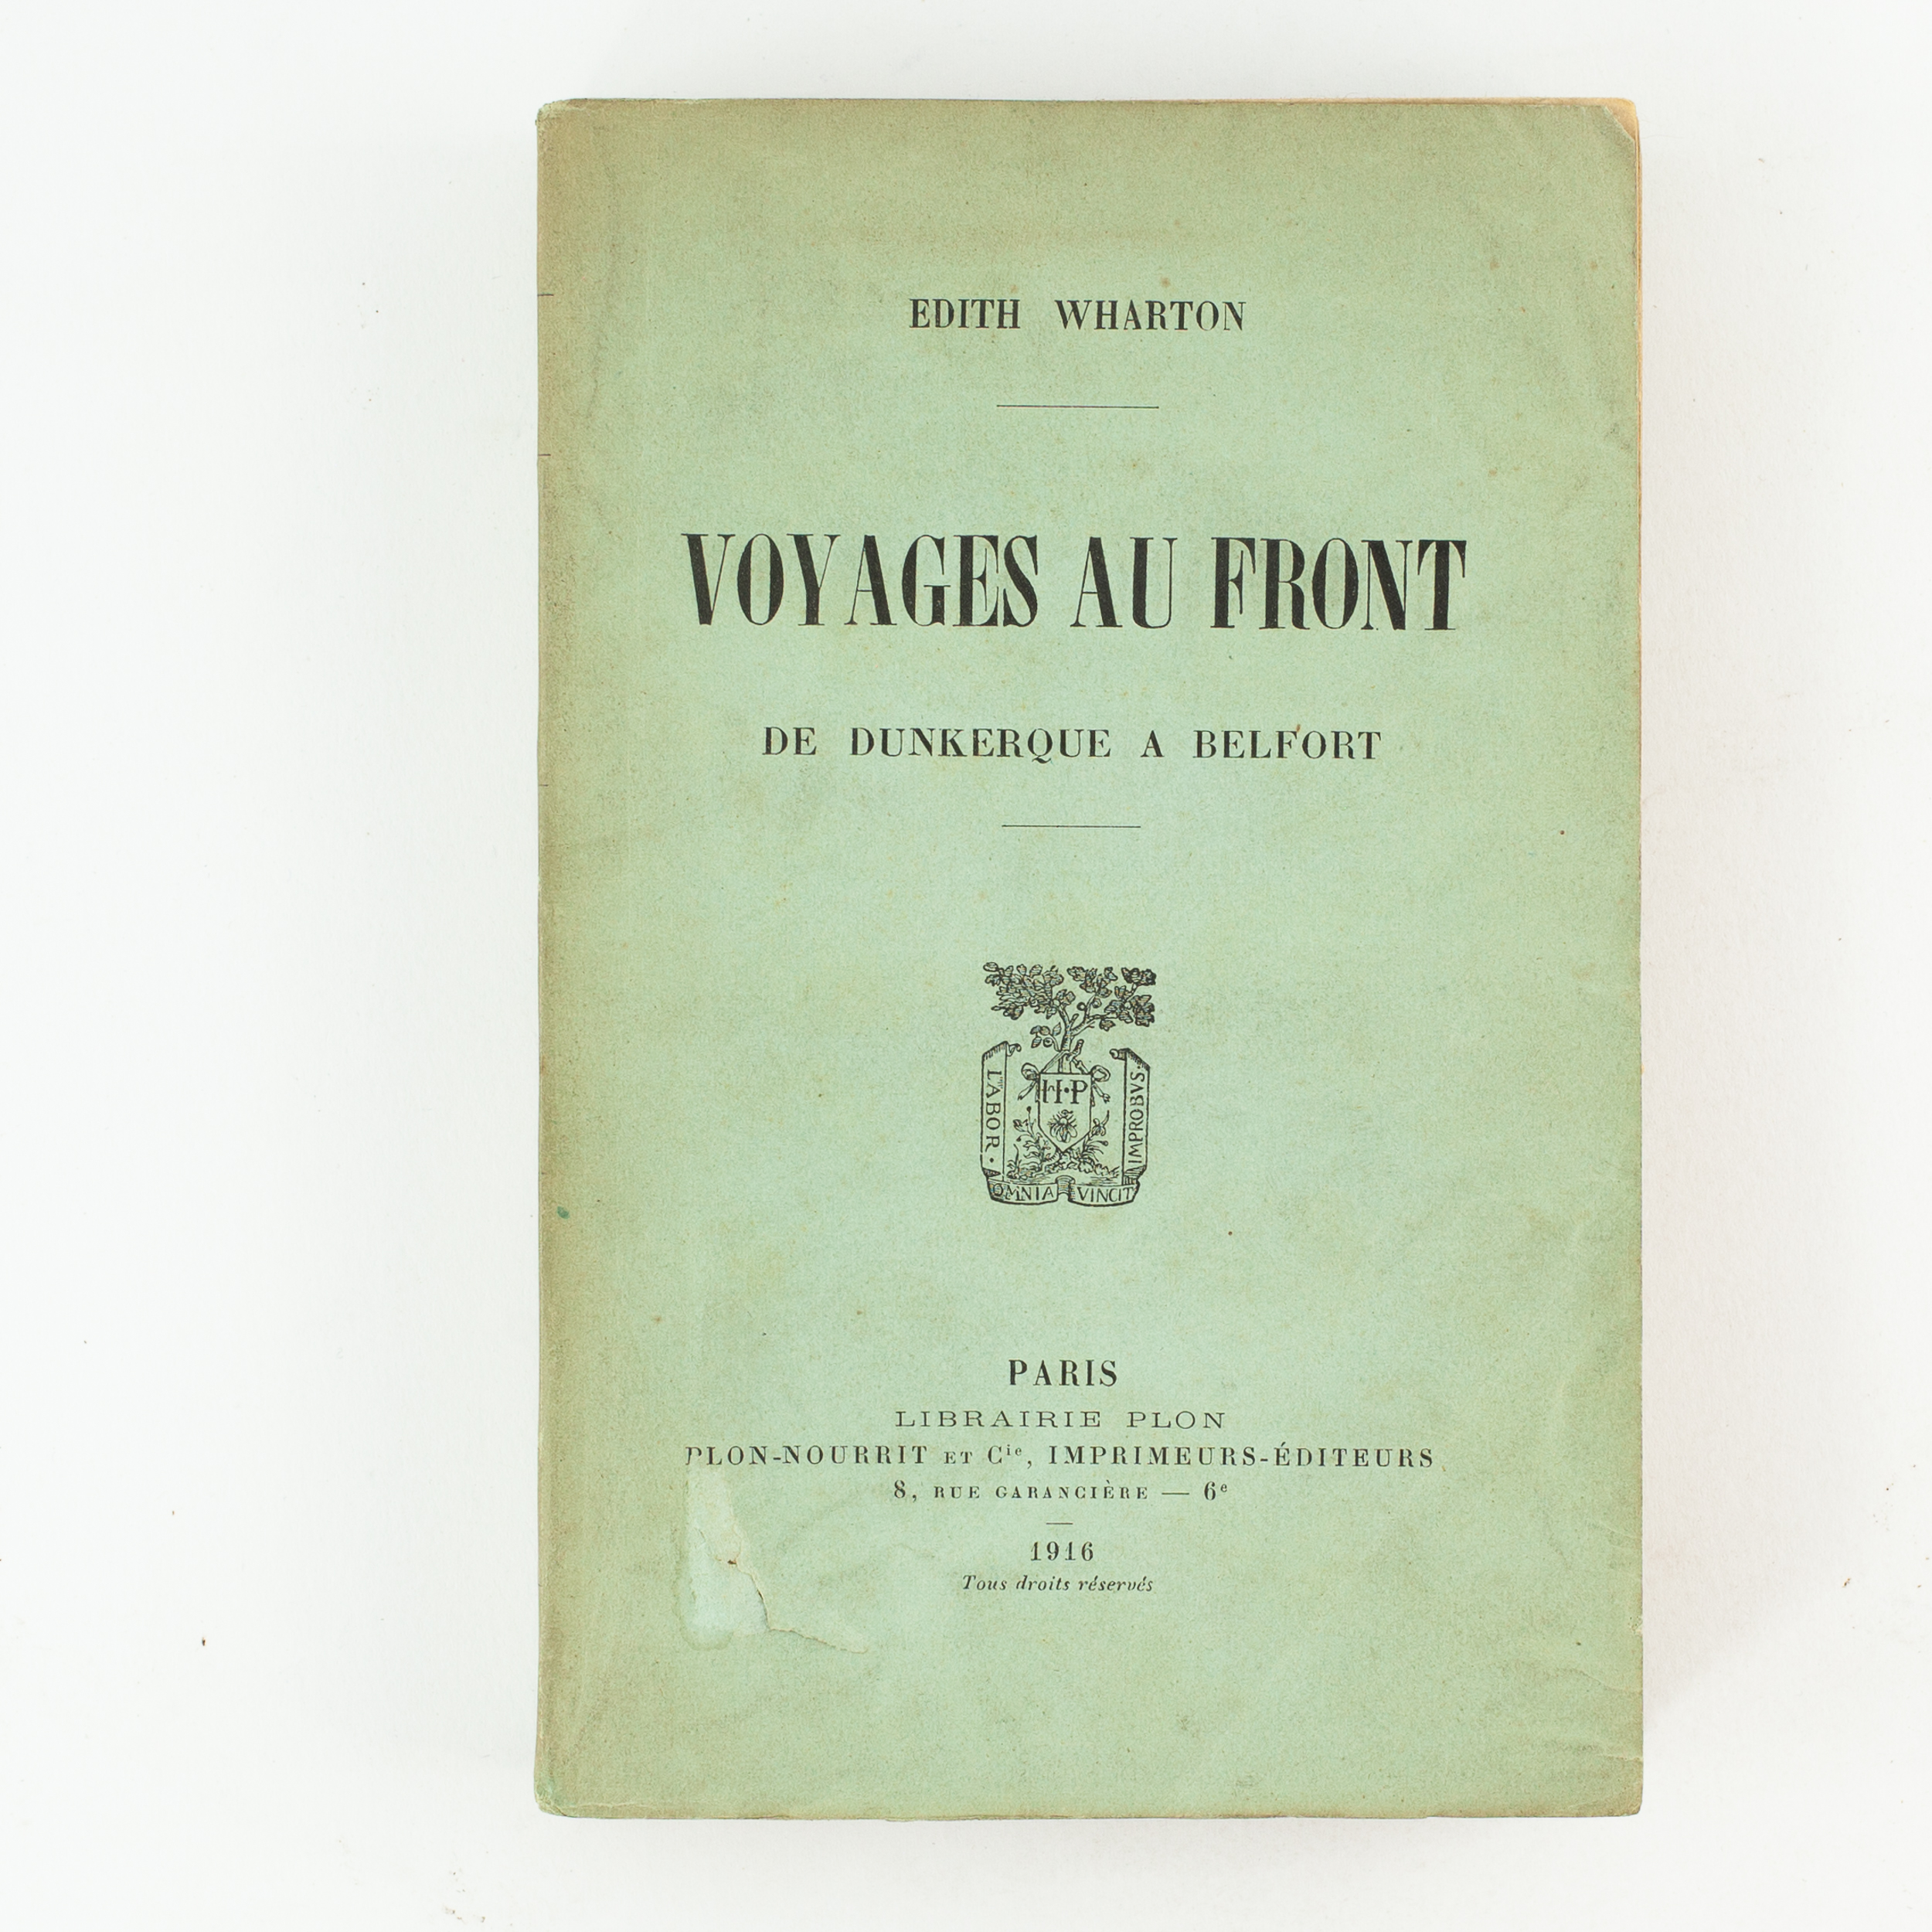 EDITH WHARTON
VOYAGES AU FRONT
DE DUNKERQUE A BELFORT
H·P
LABOR·
IMPROBVS·
OMNIA VINCIT
PARIS
LIBRAIRIE PLON
PLON-NOURRIT ET Cie, IMPRIMEURS-ÉDITEURS
8, RUE GARANCIÈRE — 6e
1916
Tous droits réservés